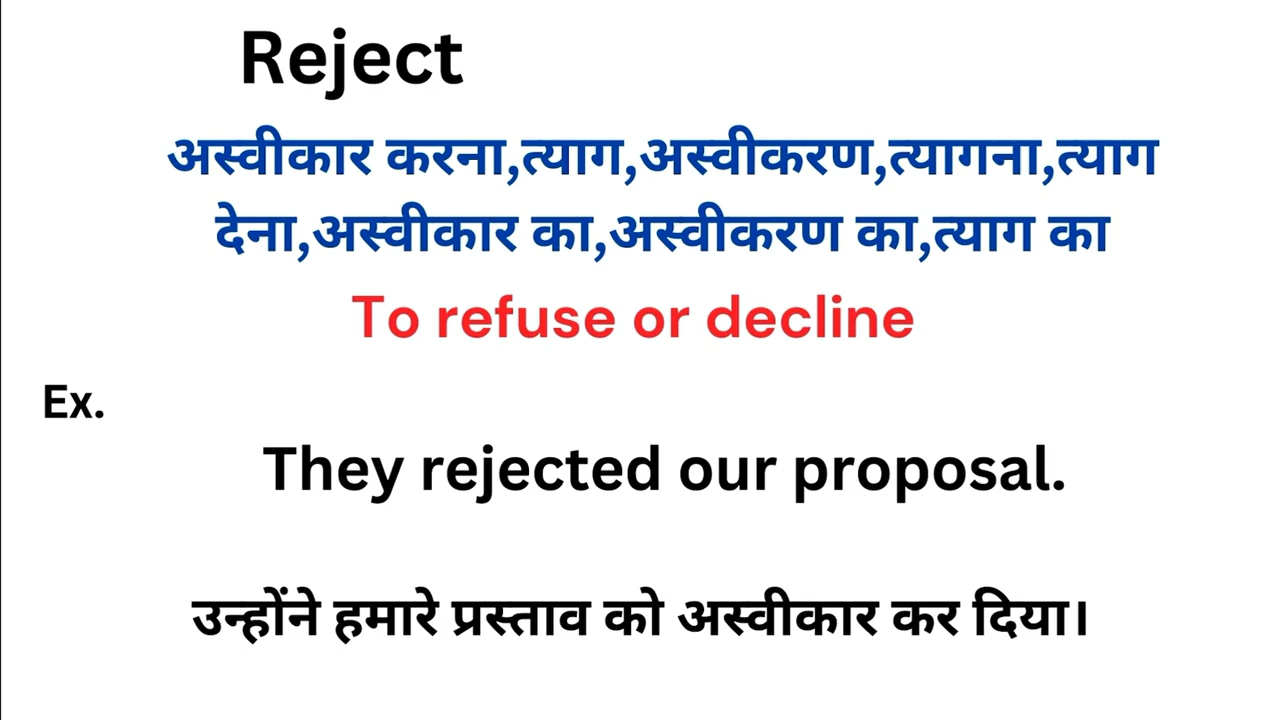 Reject
अस्वीकार करना,त्याग,अस्वीकरण,त्यागना,त्याग
देना,अस्वीकार का,अस्वीकरण का,त्याग का
To refuse or decline
Ex.
They rejected our proposal.
उन्होंने हमारे प्रस्ताव को अस्वीकार कर दिया।